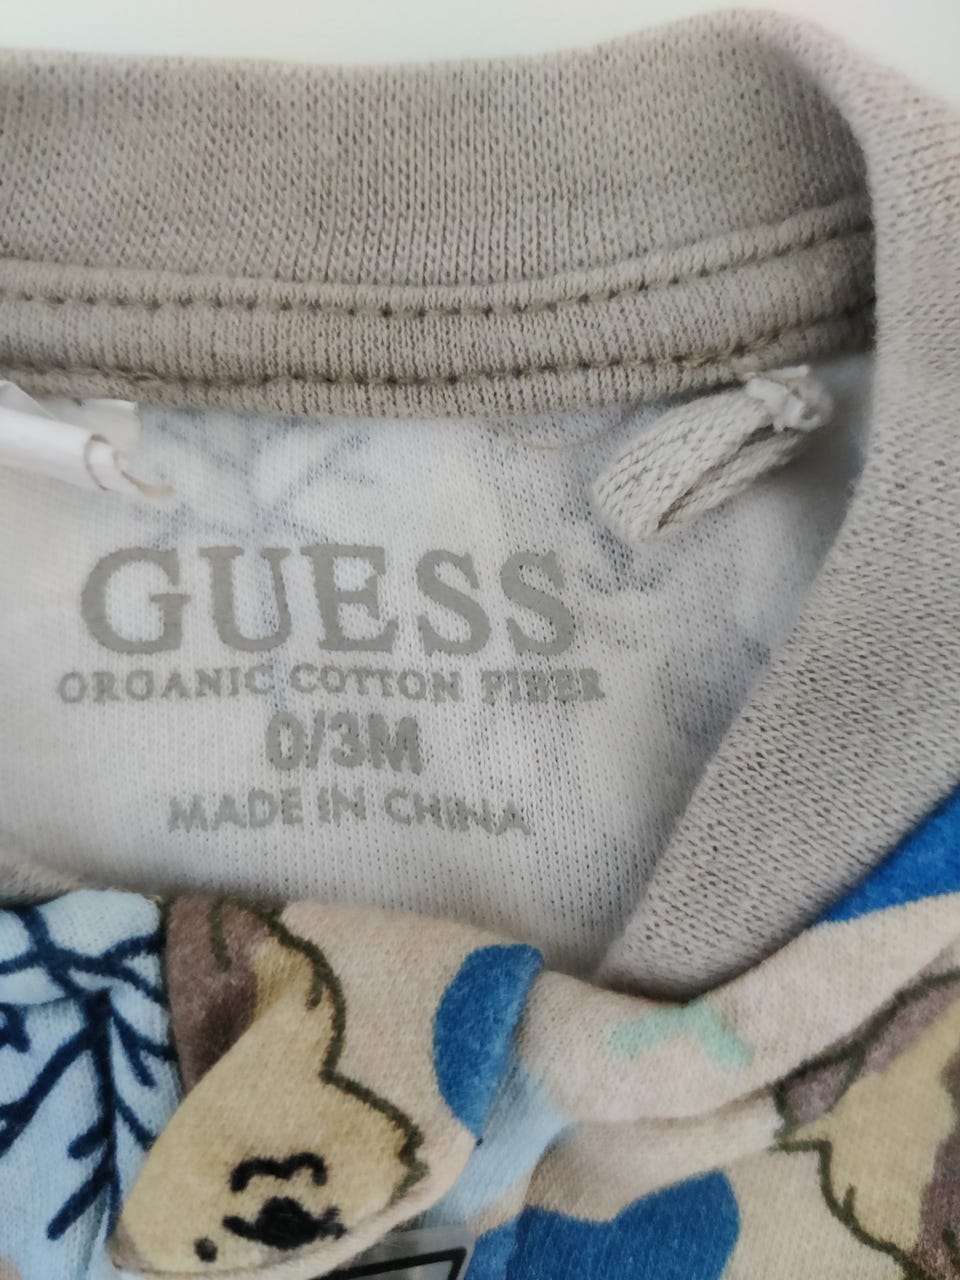 GUESS
ORGANIC COTTON FIBER
0/3M
MADE IN CHINA